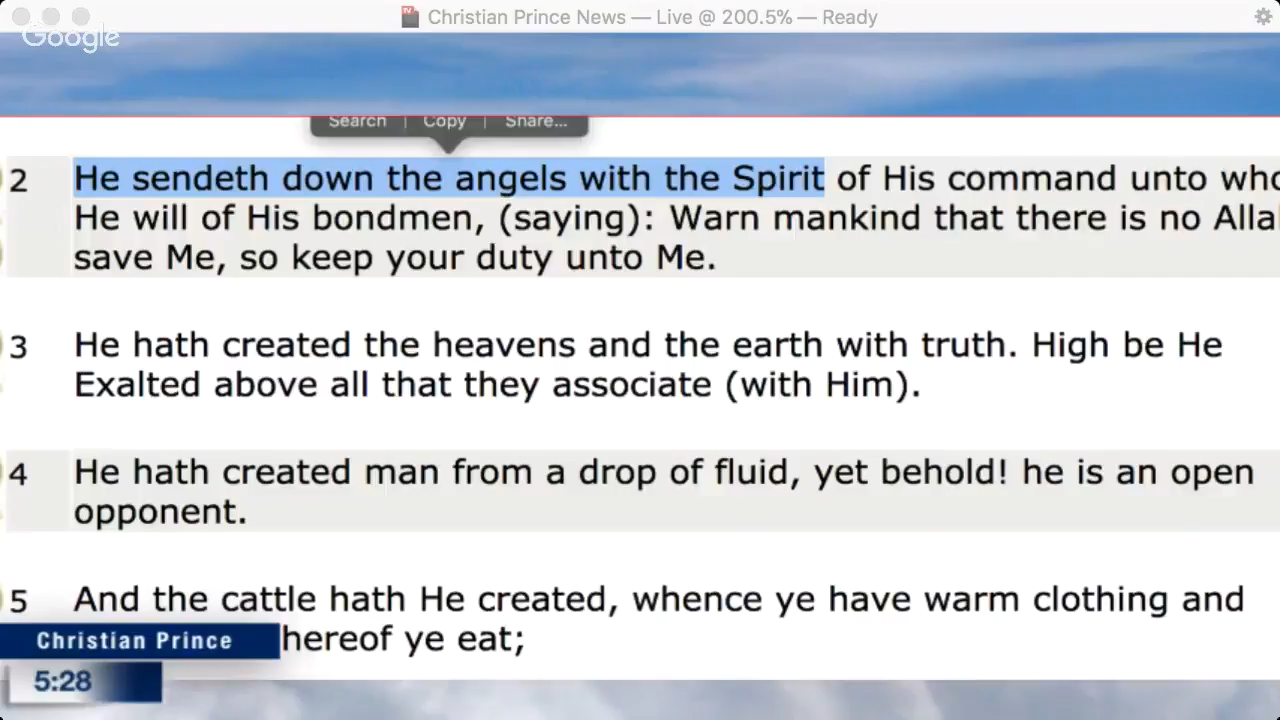 Christian Prince News — Live @ 200.5% — Ready
Google
Search Copy Share...
2 He sendeth down the angels with the Spirit of His command unto
He will of His bondmen, (saying): Warn mankind that there is no
save Me, so keep your duty unto Me.
3 He hath created the heavens and the earth with truth. High be He
Exalted above all that they associate (with Him).
4 He hath created man from a drop of fluid, yet behold! he is an open
opponent.
5 And the cattle hath He created, whence ye have warm clothing and
hereof ye eat;
Christian Prince
5:28